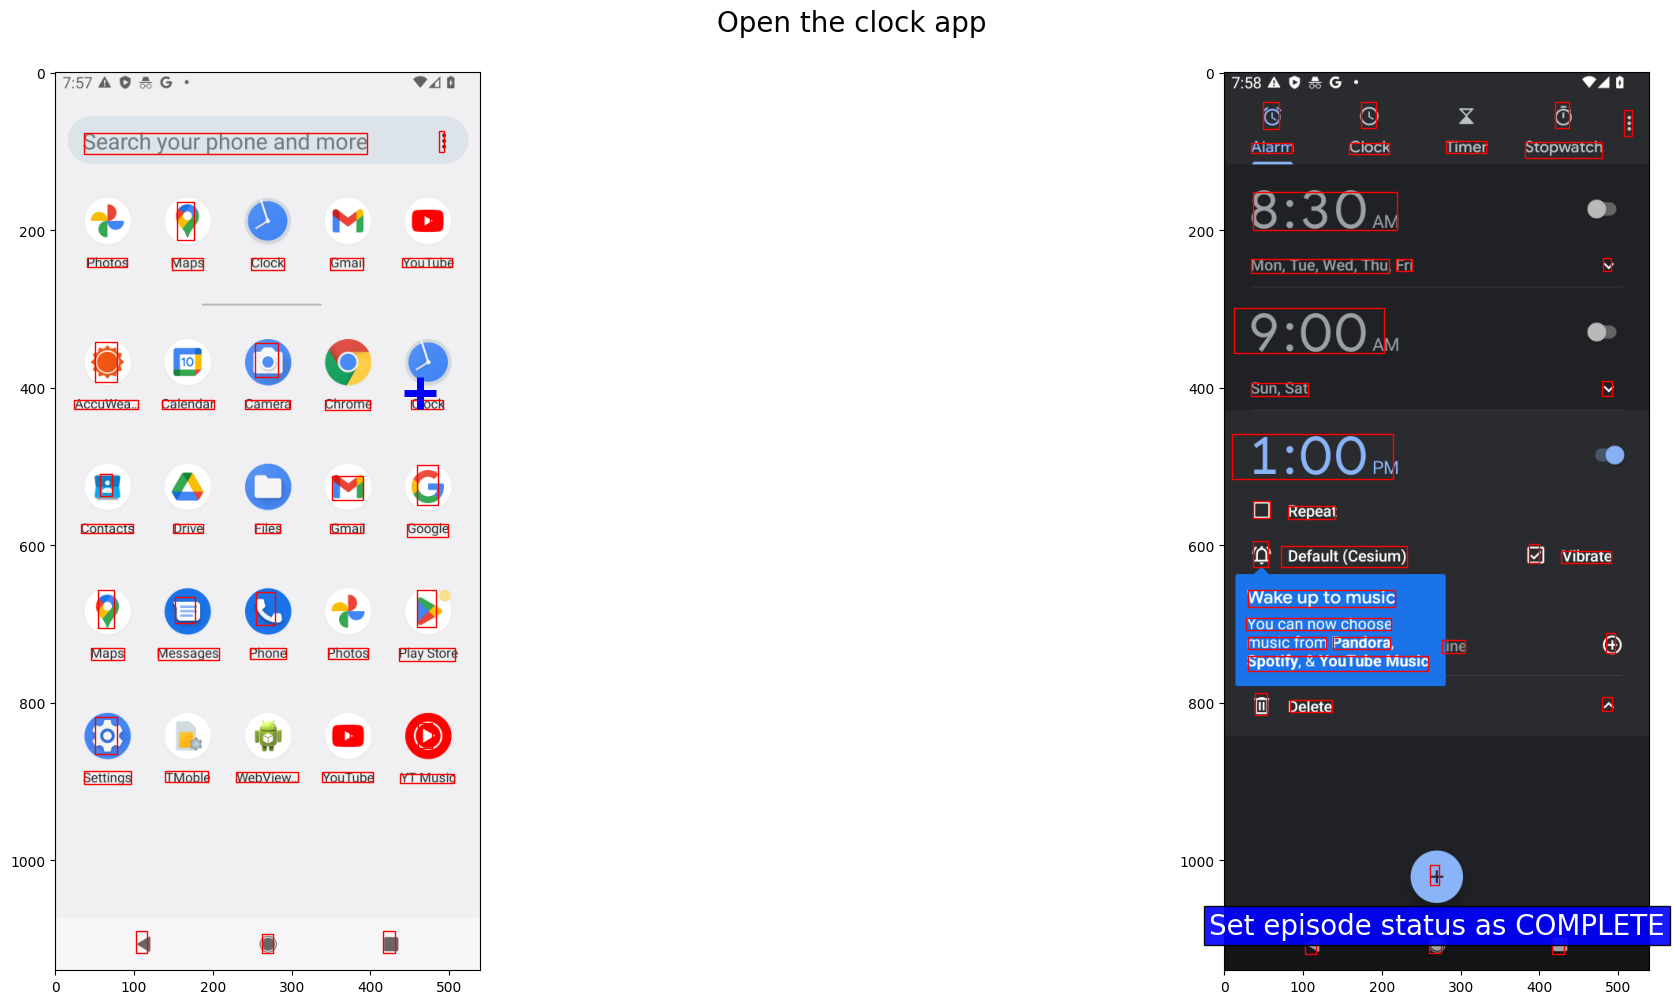 Open the clock app
0
200
400
600
800
1000
0
100
200
300
400
500
7:57
Search your phone and more
Photos
Maps
Clock
Gmail
YouTube
10
AccuWea..
Calendar
Camera
Chrome
Clock
Contacts
Drive
Files
Gmail
Google
Maps
Messages
Phone
Photos
Play Store
Settings
TMoble
WebView..
YouTube
YT Music
0
200
400
600
800
1000
0
100
200
300
400
500
7:58
Alarm
Clock
Timer
Stopwatch
8:30 AM
Mon, Tue, Wed, Thu, Fri
9:00 AM
Sun, Sat
1:00 PM
Repeat
Default (Cesium)
Vibrate
Wake up to music
You can now choose
music from Pandora,
Spotify, & YouTube Music
Delete
Set episode status as COMPLETE